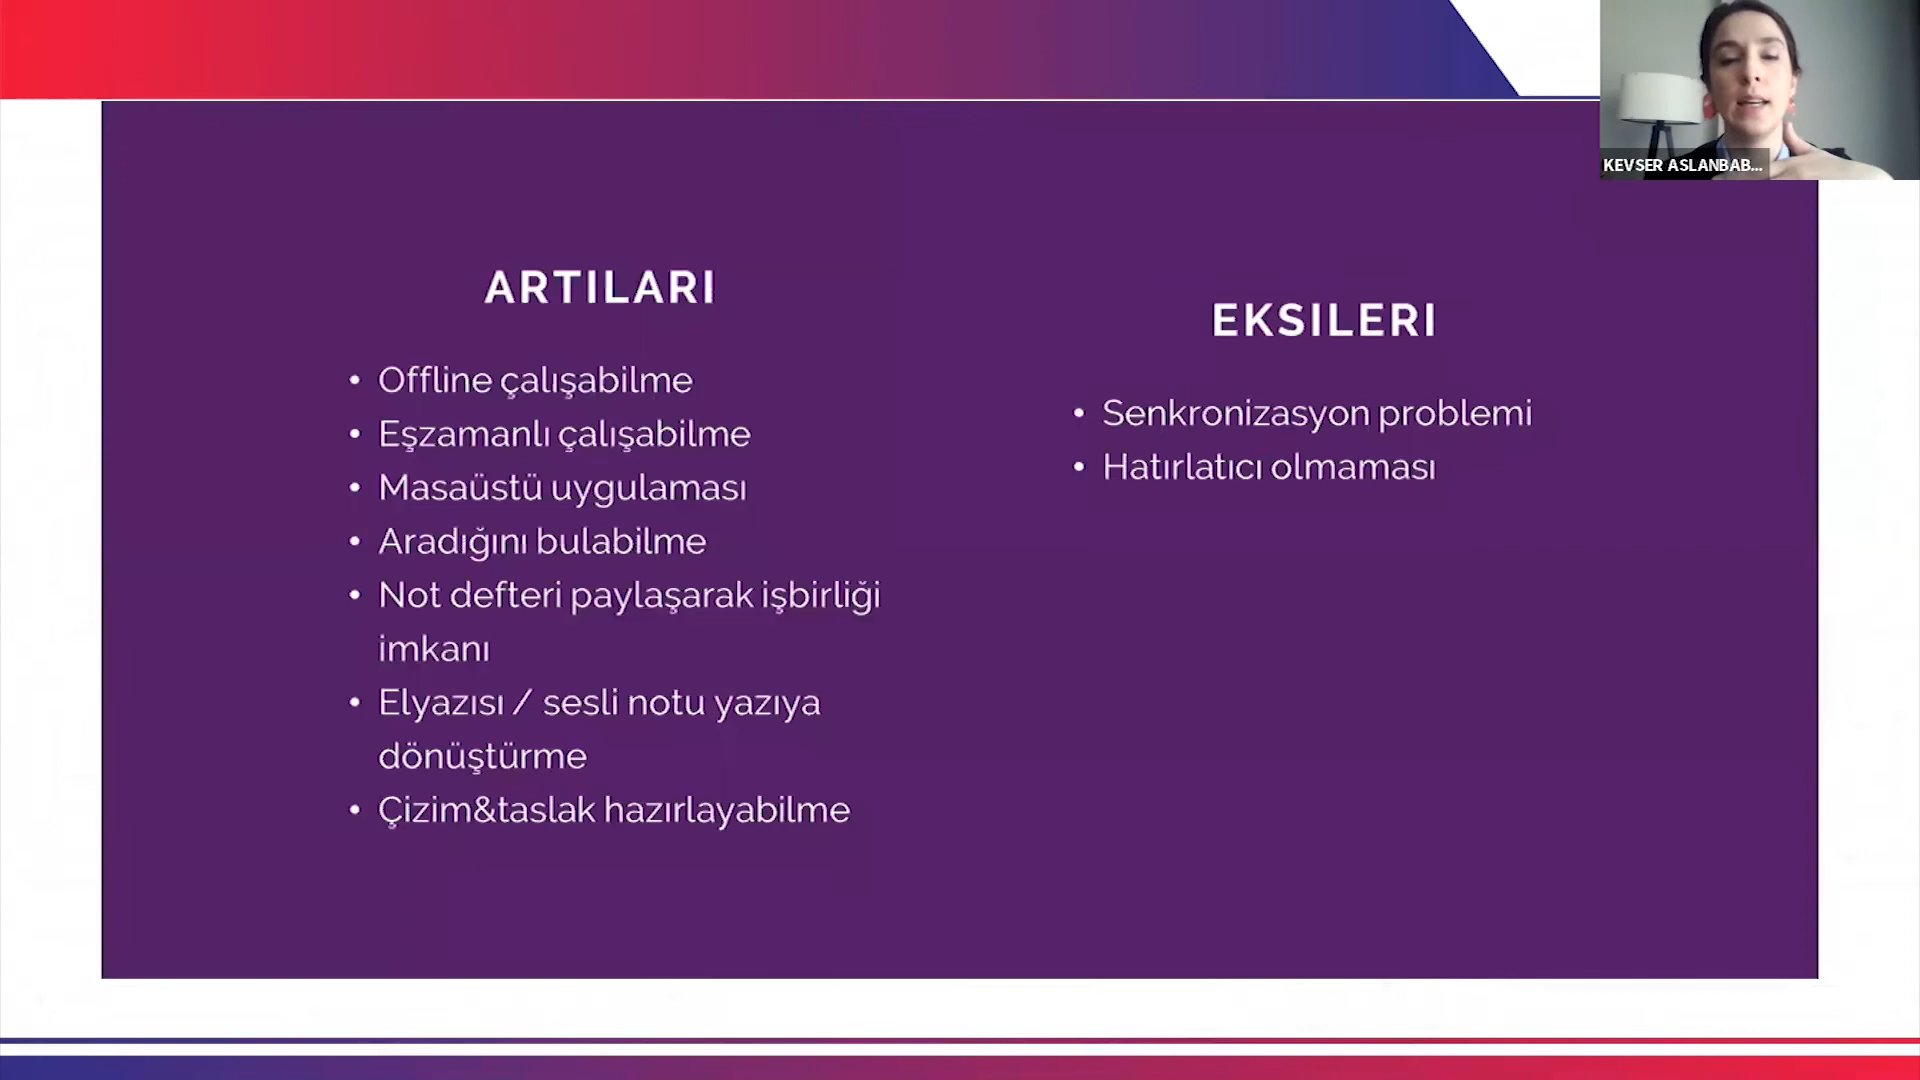 KEVSER ASLANBAB...
ARTILARI
• Offline çalışabilme
• Eşzamanlı çalışabilme
• Masaüstü uygulaması
• Aradığını bulabilme
• Not defteri paylaşarak işbirliği
imkanı
• Elyazısı / sesli notu yazıya
dönüştürme
• Çizim&taslak hazırlayabilme
EKSILERI
• Senkronizasyon problemi
• Hatırlatıcı olmaması